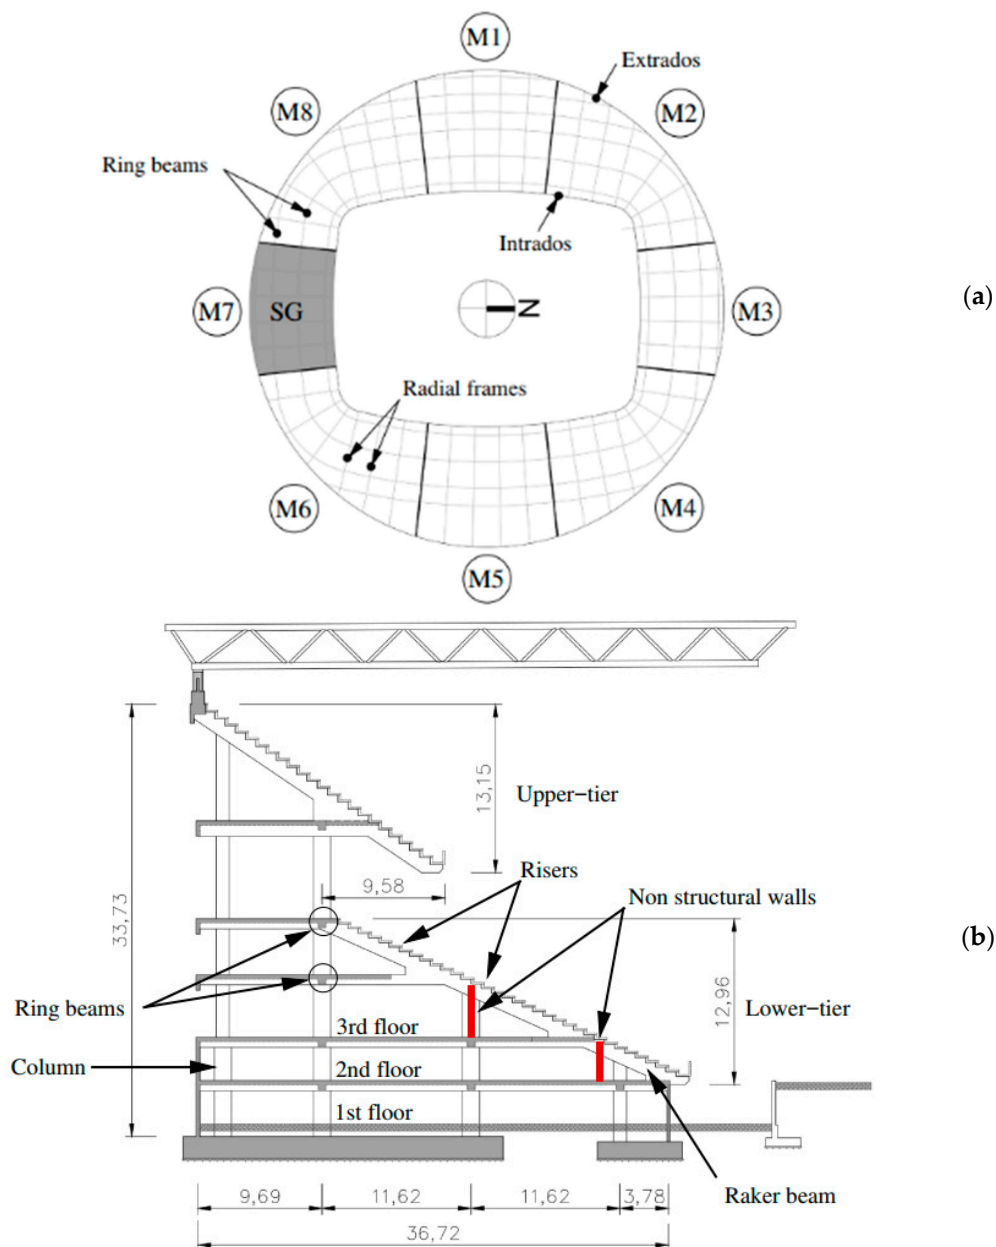 M1
Extrados
M8
M2
Ring beams
Intrados
M7
SG
N
M3
(a)
Radial frames
M6
M4
M5
13,15
Upper-tier
Risers
9,58
Non structural walls
33,73
(b)
Ring beams
12,96
Lower-tier
3rd floor
Column
2nd floor
1st floor
Raker beam
9,69
11,62
11,62
3,78
36,72